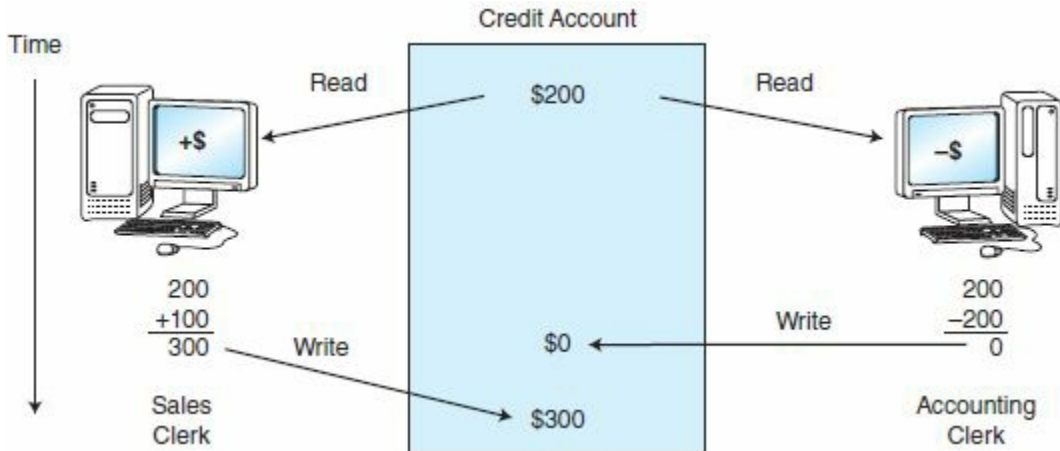 Credit Account
Time
Read
$200
Read
+$
–$
200
+100
300
Write
$0
Write
200
–200
0
$300
Sales
Clerk
Accounting
Clerk